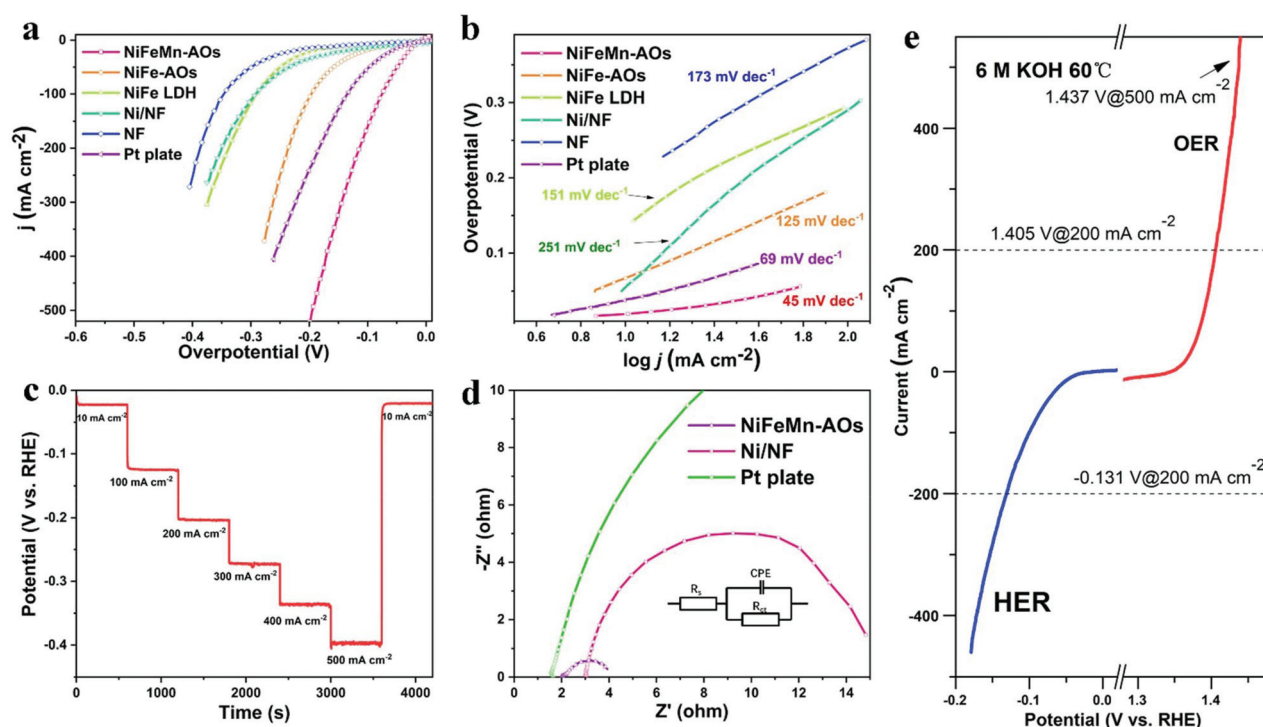 a
NiFeMn-AOs
NiFe-AOs
NiFe LDH
Ni/NF
NF
Pt plate
0
-100
-200
-300
-400
-500
j (mA cm⁻²)
-0.4
-0.3
-0.2
-0.1
0.0
Overpotential (V)
b
NiFeMn-AOs
NiFe-AOs
NiFe LDH
Ni/NF
NF
Pt plate
173 mV dec⁻¹
151 mV dec⁻¹
251 mV dec⁻¹
125 mV dec⁻¹
69 mV dec⁻¹
45 mV dec⁻¹
0.3
0.2
0.1
Overpotential (V)
0.6
0.8
1.0
1.2
1.4
1.6
1.8
2.0
log j (mA cm⁻²)
c
10 mA cm⁻²
100 mA cm⁻²
200 mA cm⁻²
300 mA cm⁻²
400 mA cm⁻²
500 mA cm⁻²
10 mA cm⁻²
0.0
-0.1
-0.2
-0.3
-0.4
Potential (V vs. RHE)
0
1000
2000
3000
4000
Time (s)
d
NiFeMn-AOs
Ni/NF
Pt plate
CPE
Rs
Rct
10
8
6
4
2
0
-Z'' (ohm)
0
2
4
6
8
10
12
14
Z' (ohm)
e
6 M KOH 60℃
1.437 V@500 mA cm⁻²
OER
1.405 V@200 mA cm⁻²
-0.131 V@200 mA cm⁻²
HER
400
200
0
-200
-400
Current (mA cm⁻²)
-0.2
-0.1
0.0
1.3
1.4
Potential (V vs. RHE)